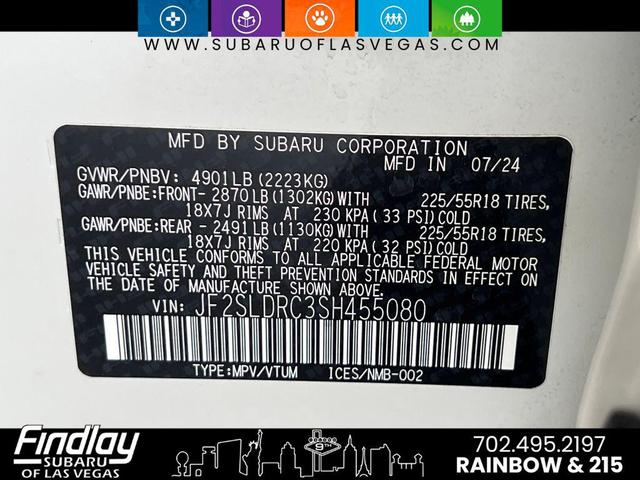 WWW.SUBARUOFLASVEGAS.COM
MFD BY SUBARU CORPORATION
MFD IN 07/24
GVWR/PNBV: 4901LB (2223KG)
GAWR/PNBE:FRONT- 2870LB (1302KG) WITH 225/55R18 TIRES,
18X7J RIMS AT 230 KPA (33 PSI) COLD
GAWR/PNBE:REAR - 2491LB (1130KG) WITH 225/55R18 TIRES,
18X7J RIMS AT 220 KPA (32 PSI) COLD
THIS VEHICLE CONFORMS TO ALL APPLICABLE FEDERAL MOTOR
VEHICLE SAFETY AND THEFT PREVENTION STANDARDS IN EFFECT
ON THE DATE OF MANUFACTURE SHOWN ABOVE.
VIN: JF2SLDRC3SH455080
TYPE:MPV/VTUM ICES/NMB-002
Findlay
SUBARU
OF LAS VEGAS
9TH
702.495.2197
RAINBOW & 215